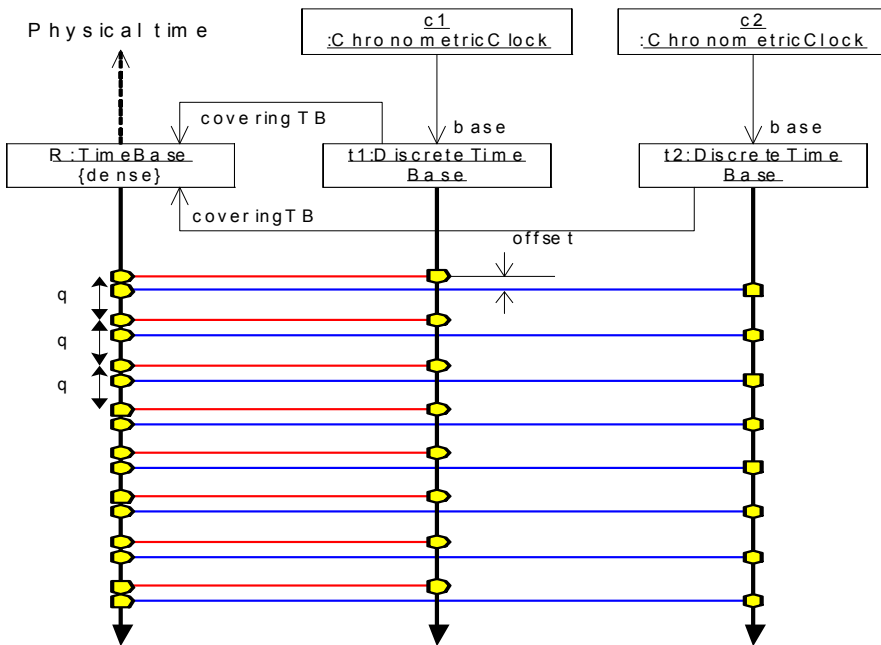 Physical time
c1
:ChronometricClock
c2
:ChronometricClock
coveringTB
base
base
R:TimeBase
{dense}
t1:DiscreteTime
Base
t2:DiscreteTime
Base
coveringTB
offset
q
q
q